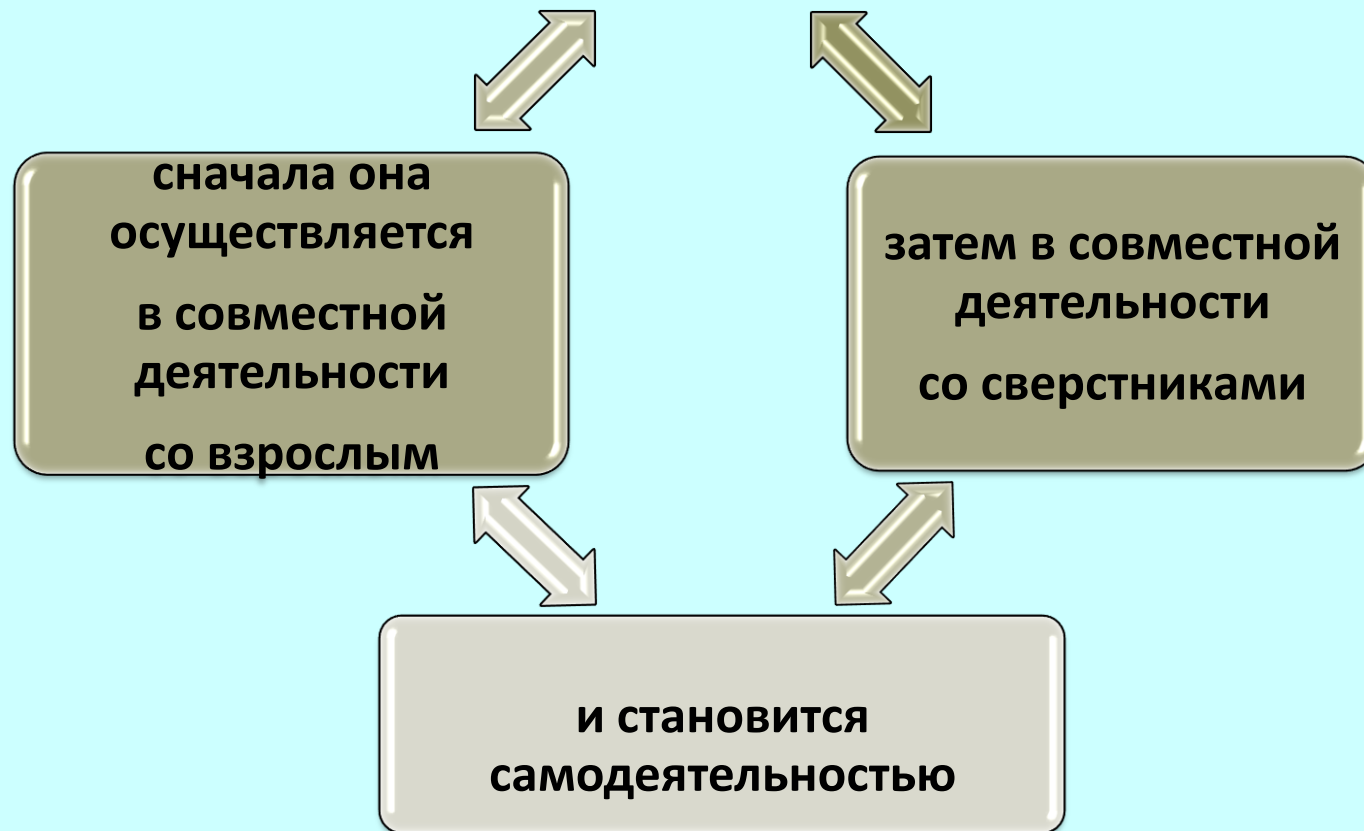 сначала она
осуществляется
в совместной
деятельности
со взрослым
затем в совместной
деятельности
со сверстниками
и становится
самодеятельностью